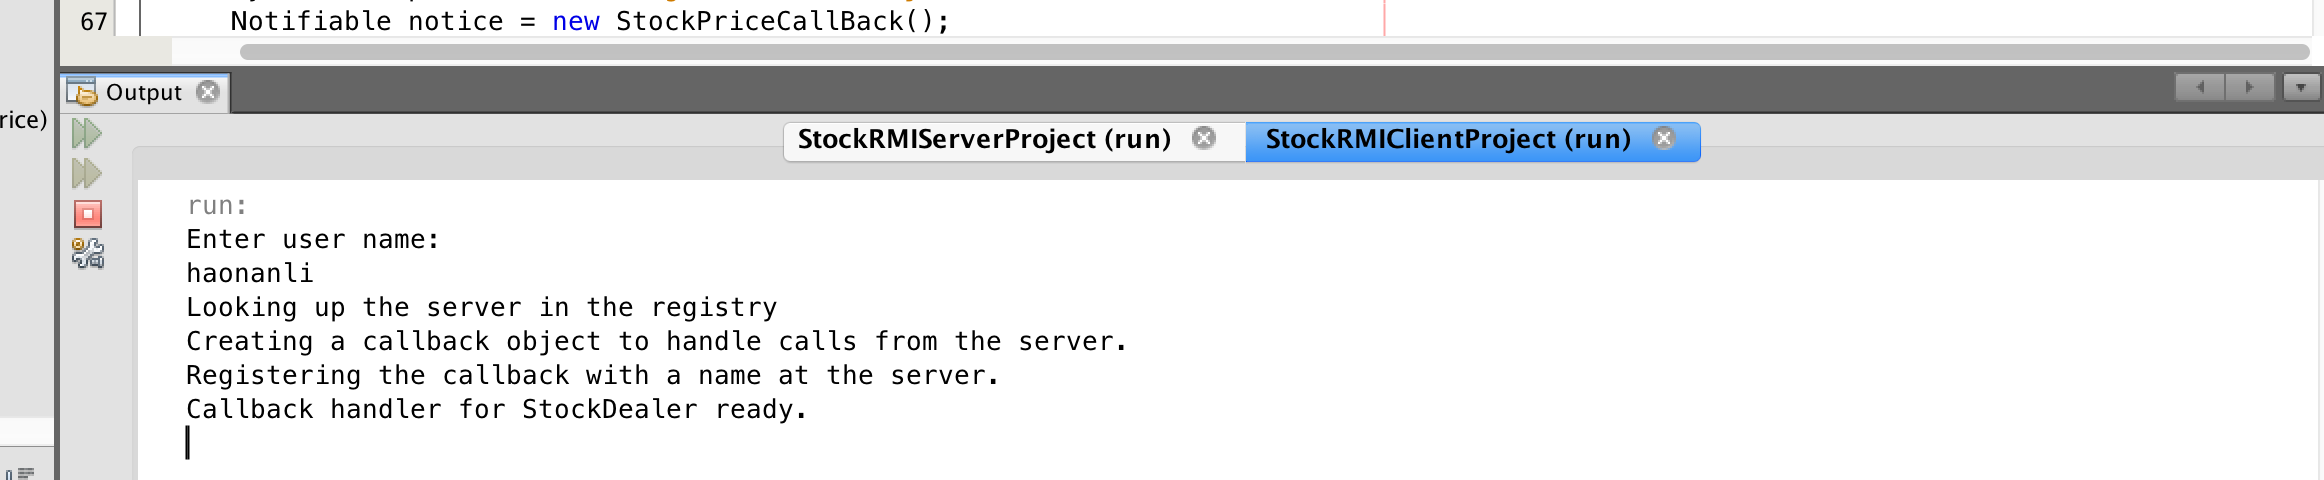 67 Notifiable notice = new StockPriceCallBack();
Output
rice)
StockRMIServerProject (run) StockRMIClientProject (run)
run:
Enter user name:
haonanli
Looking up the server in the registry
Creating a callback object to handle calls from the server.
Registering the callback with a name at the server.
Callback handler for StockDealer ready.